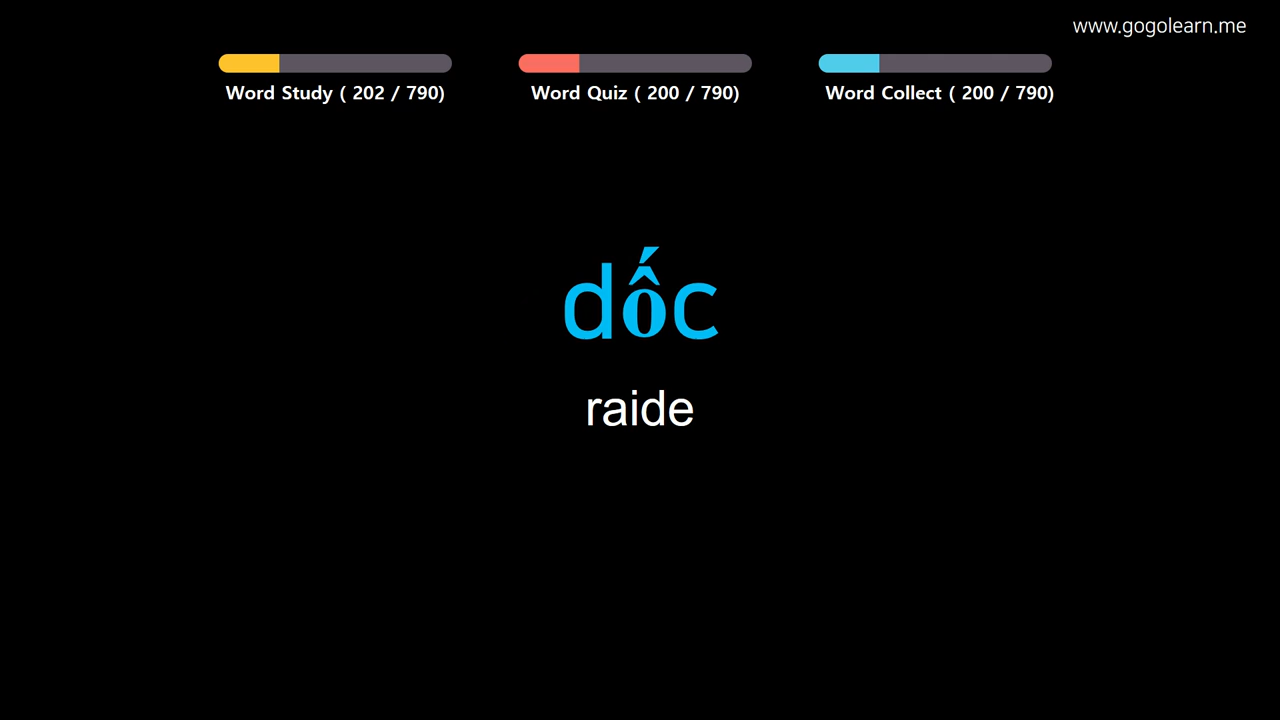 www.gogolearn.me
Word Study ( 202 / 790)
Word Quiz ( 200 / 790)
Word Collect ( 200 / 790)
dốc
raide